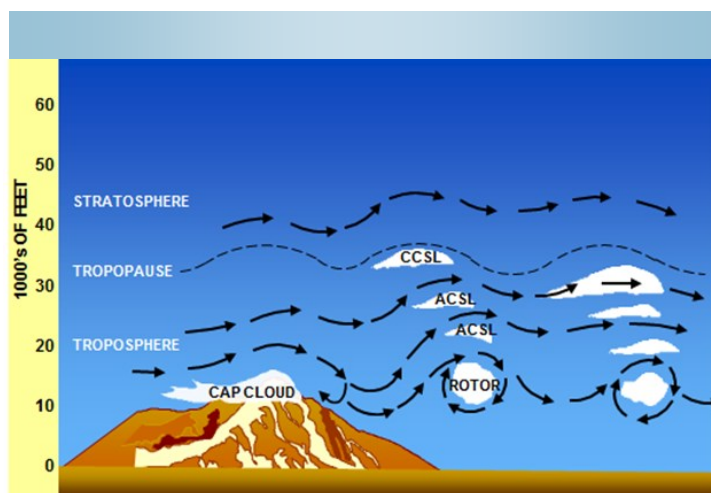 60
50
STRATOSPHERE
40
1000's OF FEET
CCSL
TROPOPAUSE
30
ACSL
ACSL
TROPOSPHERE
20
CAP CLOUD
ROTOR
10
0